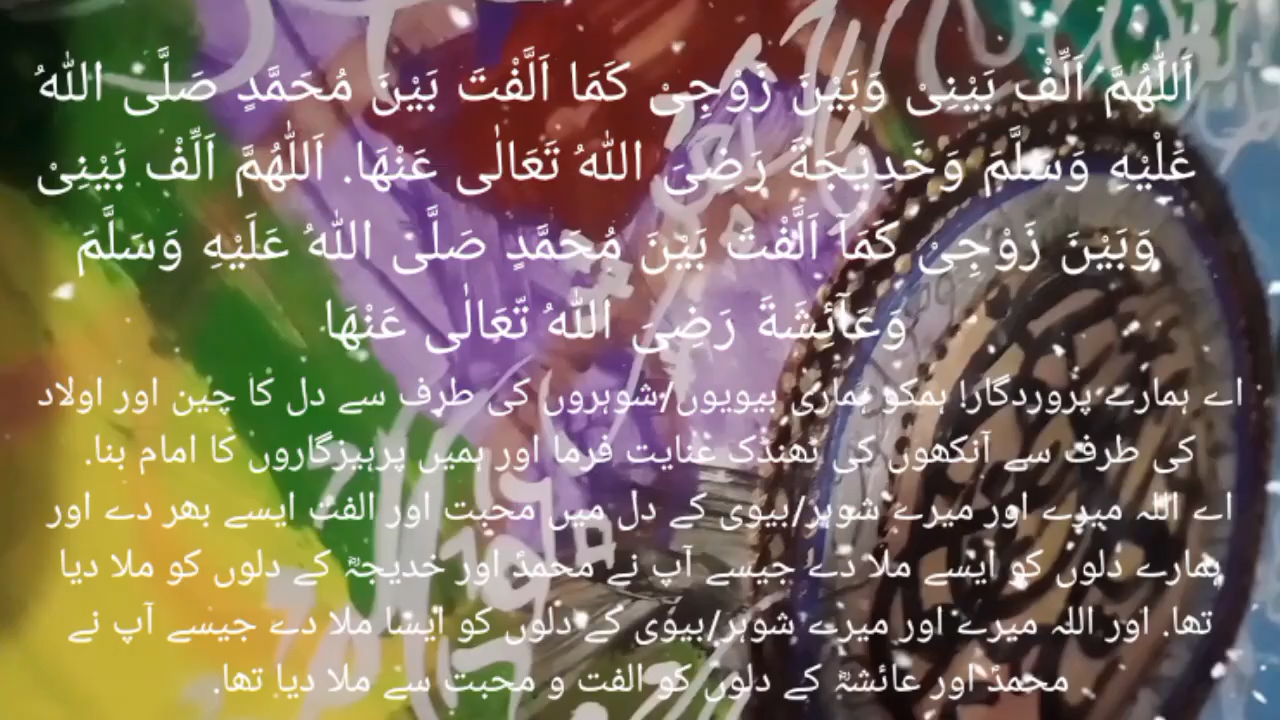 اَللّٰهُمَّ اَلِّفْ بَيْنِىْ وَبَيْنَ زَوْجِىْ كَمَا اَلَّفْتَ بَيْنَ مُحَمَّدٍ صَلَّى اللّٰهُ
عَلْيْهِ وَسَلَّمَ وَخَدِيْجَةَ رَضِىَ اللّٰهُ تَعَالٰى عَنْهَا. اَللّٰهُمَّ اَلِّفْ بَيْنِىْ
وَبَيْنَ زَوْجِىْ كَمَآ اَلَّفْتَ بَيْنَ مُحَمَّدٍ صَلَّى اللّٰهُ عَلَيْهِ وَسَلَّمَ
وَعَآئِشَةَ رَضِىَ اللّٰهُ تّعَالٰى عَنْهَا
اے ہمارے پروردگار! ہمکو ہماری بیویوں/شوہروں کی طرف سے دل کا چین اور اولاد
کی طرف سے آنکھوں کی ٹھنڈک عنایت فرما اور ہمیں پرہیزگاروں کا امام بنا.
اے اللہ میرے اور میرے شوہر/بیوی کے دل میں محبت اور الفت ایسے بھر دے اور
ہمارے دلوں کو ایسے ملا دے جیسے آپ نے محمدؐ اور خدیجہؓ کے دلوں کو ملا دیا
تھا. اور اللہ میرے اور میرے شوہر/بیوی کے دلوں کو ایسا ملا دے جیسے آپ نے
محمدؐ اور عائشہؓ کے دلوں کو الفت و محبت سے ملا دیا تھا.